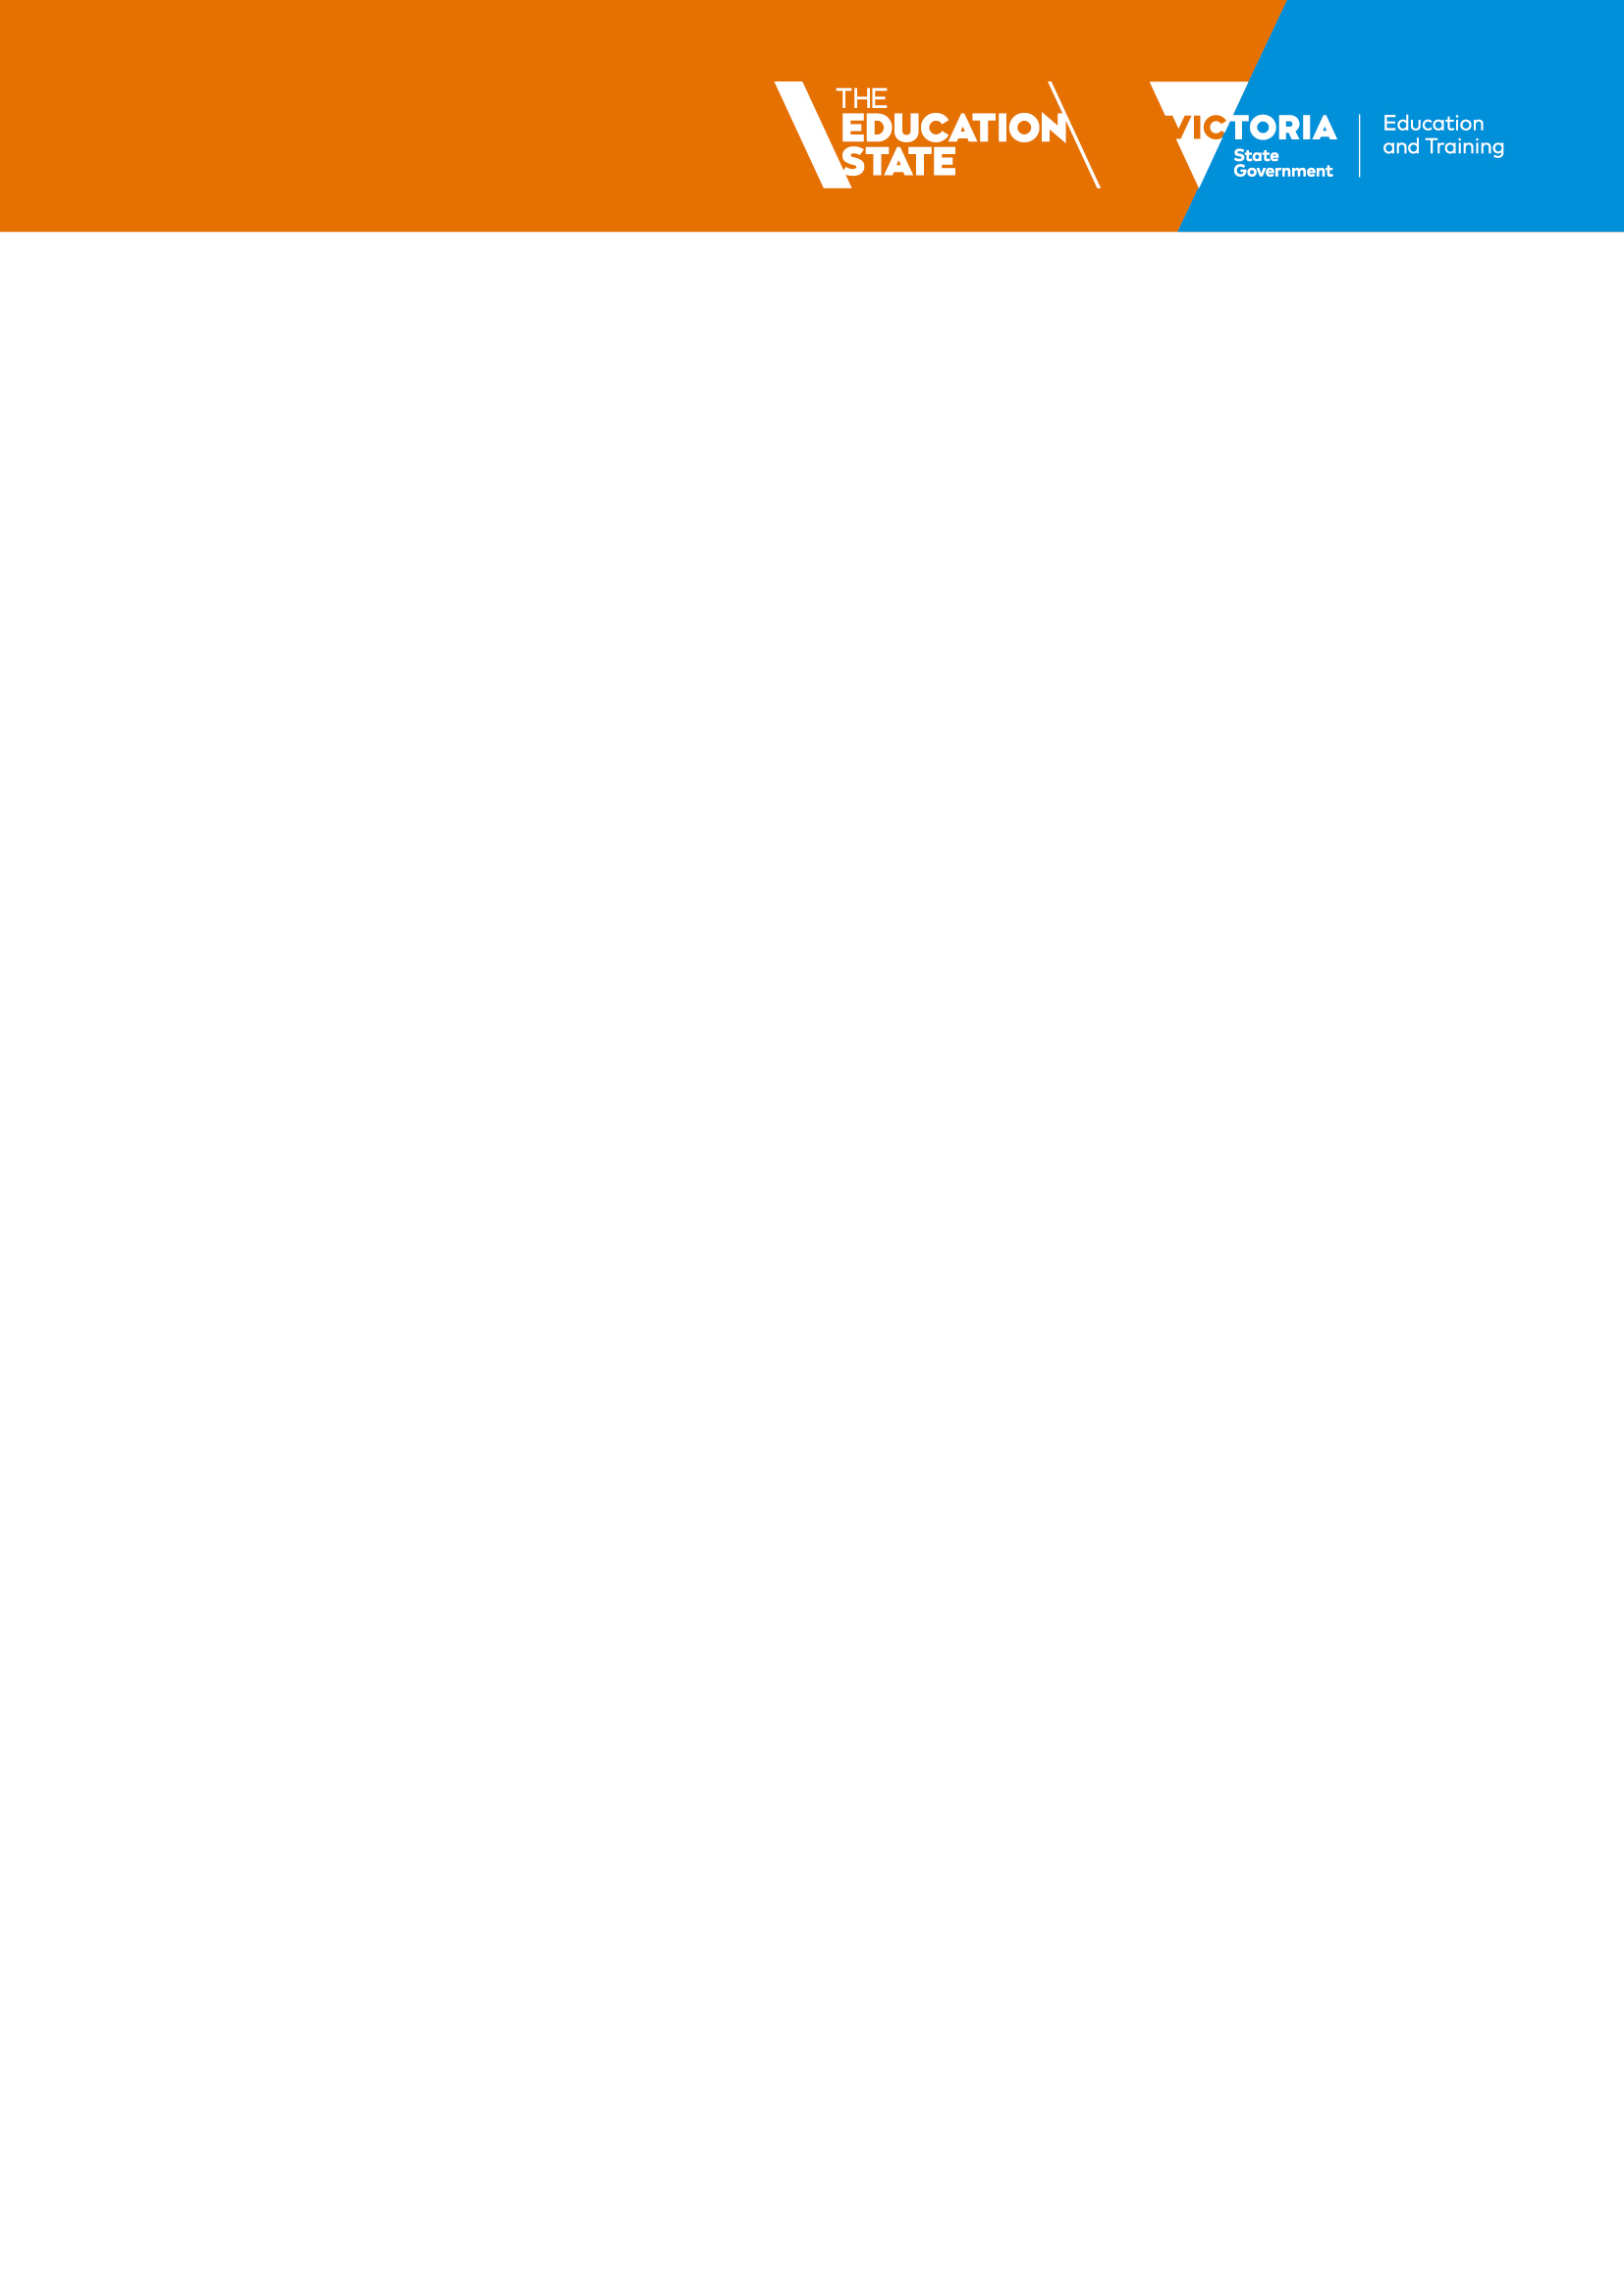 THE
EDUCATION
STATE
VICTORIA
State
Government
Education
and Training